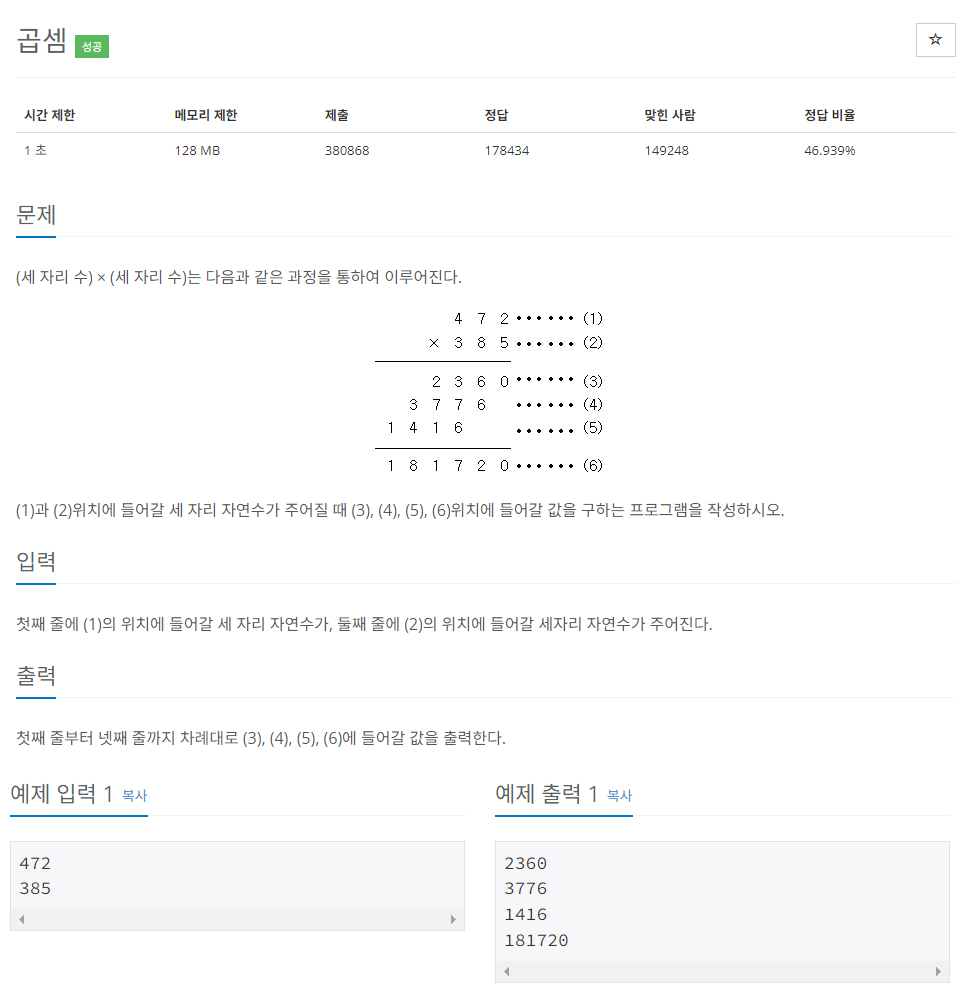 곱셈 성공
☆
시간 제한 메모리 제한 제출 정답 맞힌 사람 정답 비율
1 초 128 MB 380868 178434 149248 46.939%
문제
(세 자리 수) × (세 자리 수)는 다음과 같은 과정을 통하여 이루어진다.
4 7 2 •••••• (1)
× 3 8 5 •••••• (2)
2 3 6 0 •••••• (3)
3 7 7 6 •••••• (4)
1 4 1 6 •••••• (5)
1 8 1 7 2 0 •••••• (6)
(1)과 (2)위치에 들어갈 세 자리 자연수가 주어질 때 (3), (4), (5), (6)위치에 들어갈 값을 구하는 프로그램을 작성하시오.
입력
첫째 줄에 (1)의 위치에 들어갈 세 자리 자연수가, 둘째 줄에 (2)의 위치에 들어갈 세자리 자연수가 주어진다.
출력
첫째 줄부터 넷째 줄까지 차례대로 (3), (4), (5), (6)에 들어갈 값을 출력한다.
예제 입력 1 복사
472
385
예제 출력 1 복사
2360
3776
1416
181720